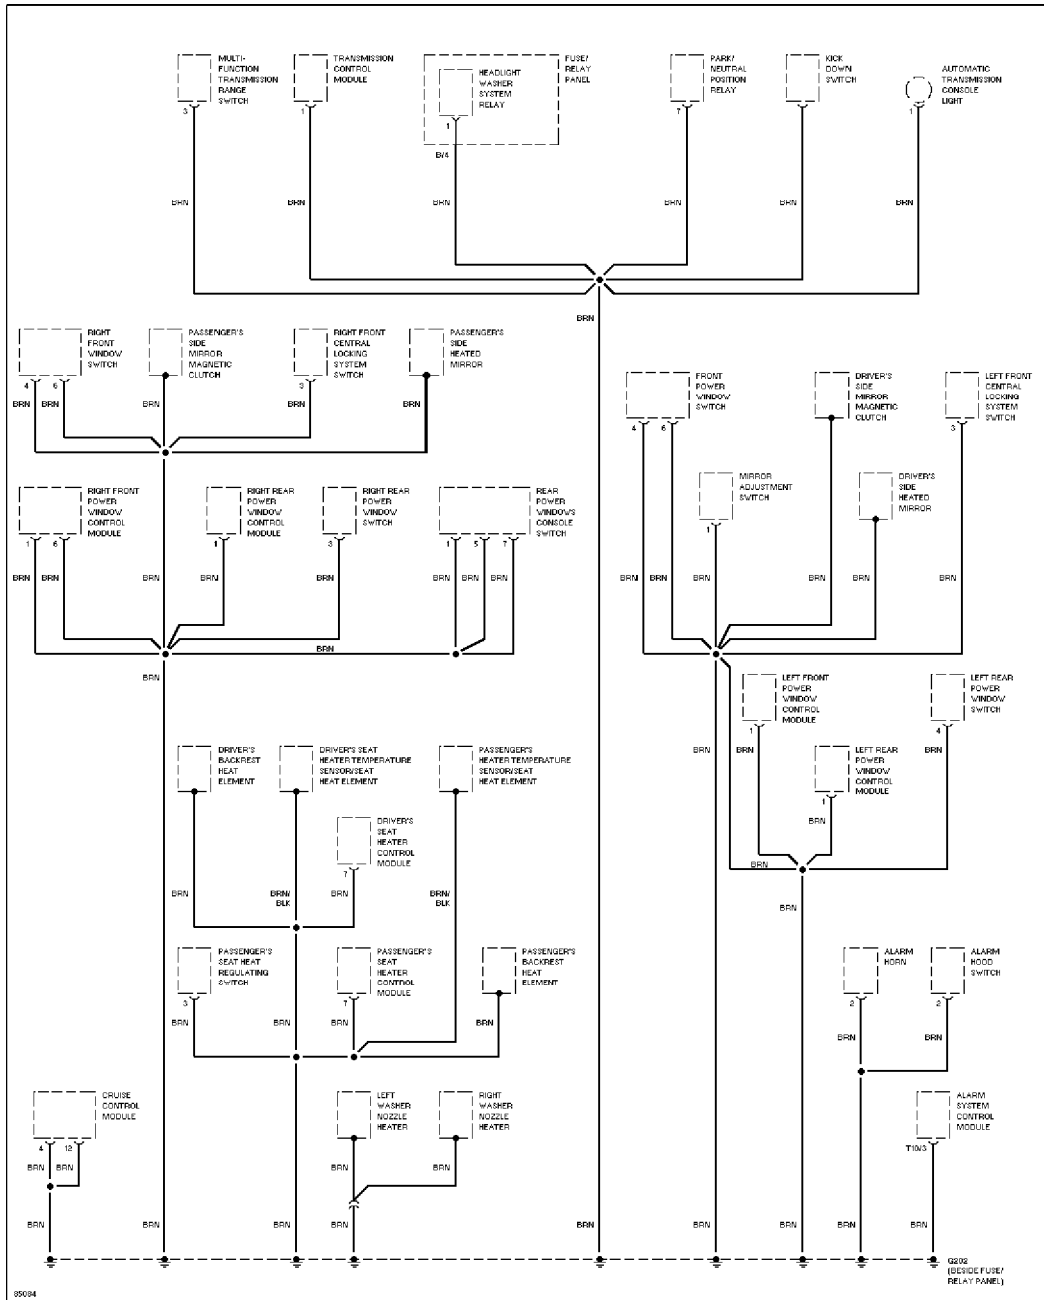 MULTI-
FUNCTION
TRANSMISSION
RANGE
SWITCH
3
TRANSMISSION
CONTROL
MODULE
1
HEADLIGHT
WASHER
SYSTEM
RELAY
1
B/4
FUSE/
RELAY
PANEL
PARK/
NEUTRAL
POSITION
RELAY
7
KICK
DOWN
SWITCH
1
AUTOMATIC
TRANSMISSION
CONSOLE
LIGHT
1
BRN BRN BRN BRN BRN BRN
BRN
RIGHT
FRONT
WINDOW
SWITCH
4 6
PASSENGER'S
SIDE
MIRROR
MAGNETIC
CLUTCH
RIGHT FRONT
CENTRAL
LOCKING
SYSTEM
SWITCH
3
PASSENGER'S
SIDE
HEATED
MIRROR
BRN BRN BRN BRN BRN
FRONT
POWER
WINDOW
SWITCH
4 6
DRIVER'S
SIDE
MIRROR
MAGNETIC
CLUTCH
LEFT FRONT
CENTRAL
LOCKING
SYSTEM
SWITCH
3
MIRROR
ADJUSTMENT
SWITCH
1
DRIVER'S
SIDE
HEATED
MIRROR
RIGHT FRONT
POWER
WINDOW
CONTROL
MODULE
1 6
RIGHT REAR
POWER
WINDOW
CONTROL
MODULE
1
RIGHT REAR
POWER
WINDOW
SWITCH
3
REAR
POWER
WINDOWS
CONSOLE
SWITCH
1 5 7
BRN BRN BRN BRN BRN BRN BRN BRN
BRN BRN BRN BRN BRN BRN
BRN
BRN
LEFT FRONT
POWER
WINDOW
CONTROL
MODULE
1
LEFT REAR
POWER
WINDOW
SWITCH
4
BRN BRN BRN
LEFT REAR
POWER
WINDOW
CONTROL
MODULE
1
BRN
BRN
BRN
DRIVER'S
BACKREST
HEAT
ELEMENT
DRIVER'S SEAT
HEATER TEMPERATURE
SENSOR/SEAT
HEAT ELEMENT
PASSENGER'S
HEATER TEMPERATURE
SENSOR/SEAT
HEAT ELEMENT
DRIVER'S
SEAT
HEATER
CONTROL
MODULE
7
BRN
BRN/
BLK
BRN
BRN/
BLK
PASSENGER'S
SEAT HEAT
REGULATING
SWITCH
3
PASSENGER'S
SEAT
HEATER
CONTROL
MODULE
7
PASSENGER'S
BACKREST
HEAT
ELEMENT
BRN BRN BRN BRN BRN
ALARM
HORN
2
ALARM
HOOD
SWITCH
2
BRN BRN
CRUISE
CONTROL
MODULE
4 12
BRN BRN
LEFT
WASHER
NOZZLE
HEATER
RIGHT
WASHER
NOZZLE
HEATER
BRN BRN
ALARM
SYSTEM
CONTROL
MODULE
T10/3
BRN BRN BRN BRN BRN BRN BRN BRN BRN
G202
(BESIDE FUSE/
RELAY PANEL)
85084